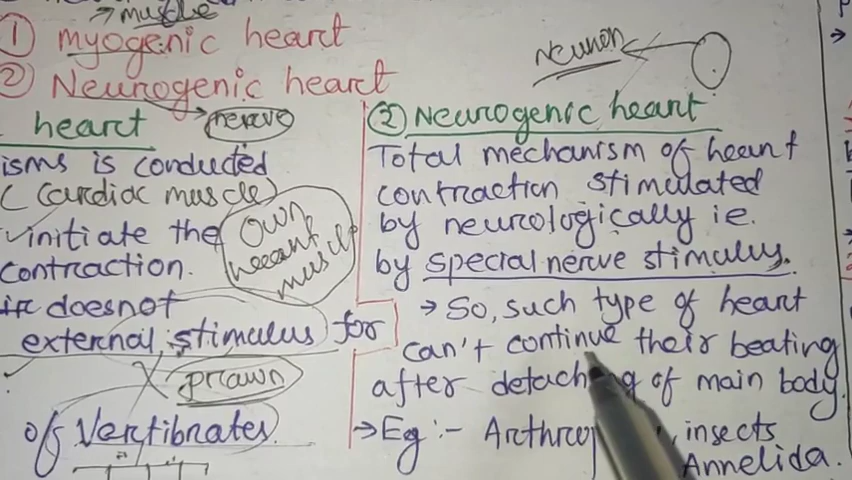 → muscle
① myogenic heart
② Neurogenic heart
Neuron
nerve
heart
isms is conducted
(Cardiac muscle)
initiate the
contraction.
Own
heart
muscle
it doesnot
external stimulus for
prawn
of Vertibrates
② Neurogenic heart
Total mechanism of heart
contraction stimulated
by neurologically ie.
by special nerve stimulus.
→ So, such type of heart
can't continue their beating
after detaching of main body.
→ Eg :- insects
Annelida.